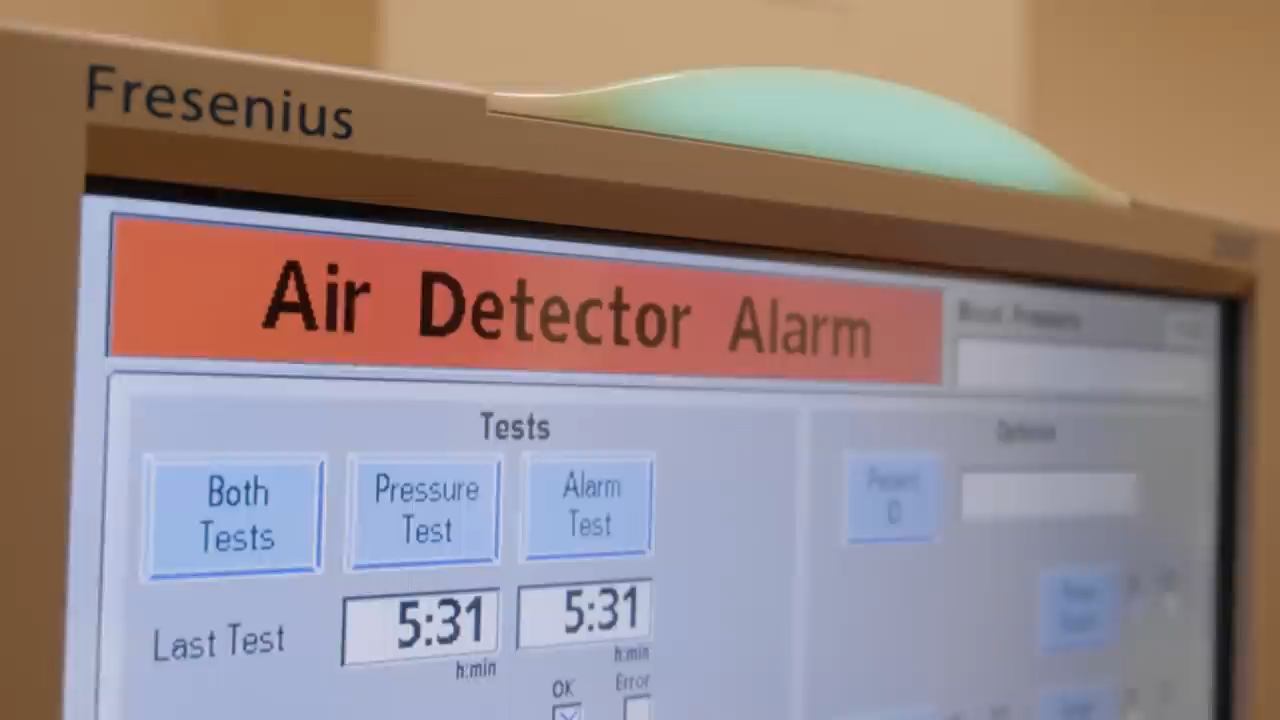 Fresenius
Air Detector Alarm
Tests
Both
Tests
Pressure
Test
Alarm
Test
Last Test
5:31
5:31
h:min
h:min
OK
Error